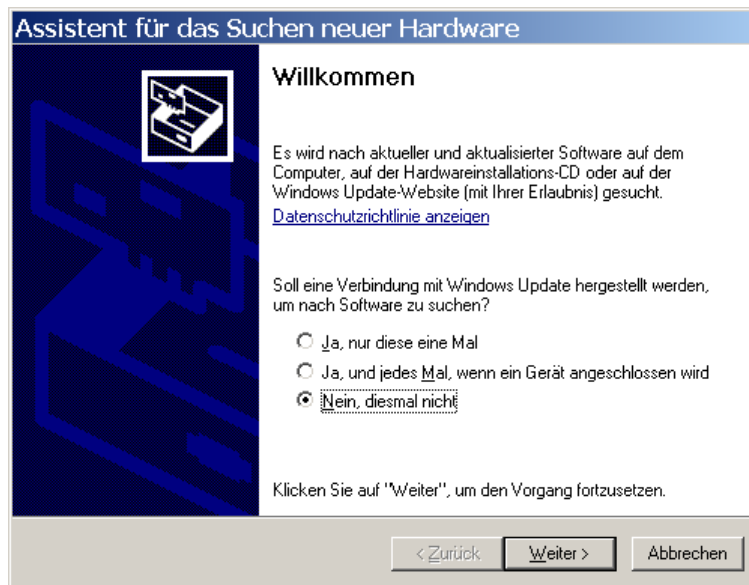 Assistent für das Suchen neuer Hardware
Willkommen
Es wird nach aktueller und aktualisierter Software auf dem
Computer, auf der Hardwareinstallations-CD oder auf der
Windows Update-Website (mit Ihrer Erlaubnis) gesucht.
Datenschutzrichtlinie anzeigen
Soll eine Verbindung mit Windows Update hergestellt werden,
um nach Software zu suchen?
Ja, nur diese eine Mal
Ja, und jedes Mal, wenn ein Gerät angeschlossen wird
Nein, diesmal nicht
Klicken Sie auf "Weiter", um den Vorgang fortzusetzen.
< Zurück Weiter > Abbrechen